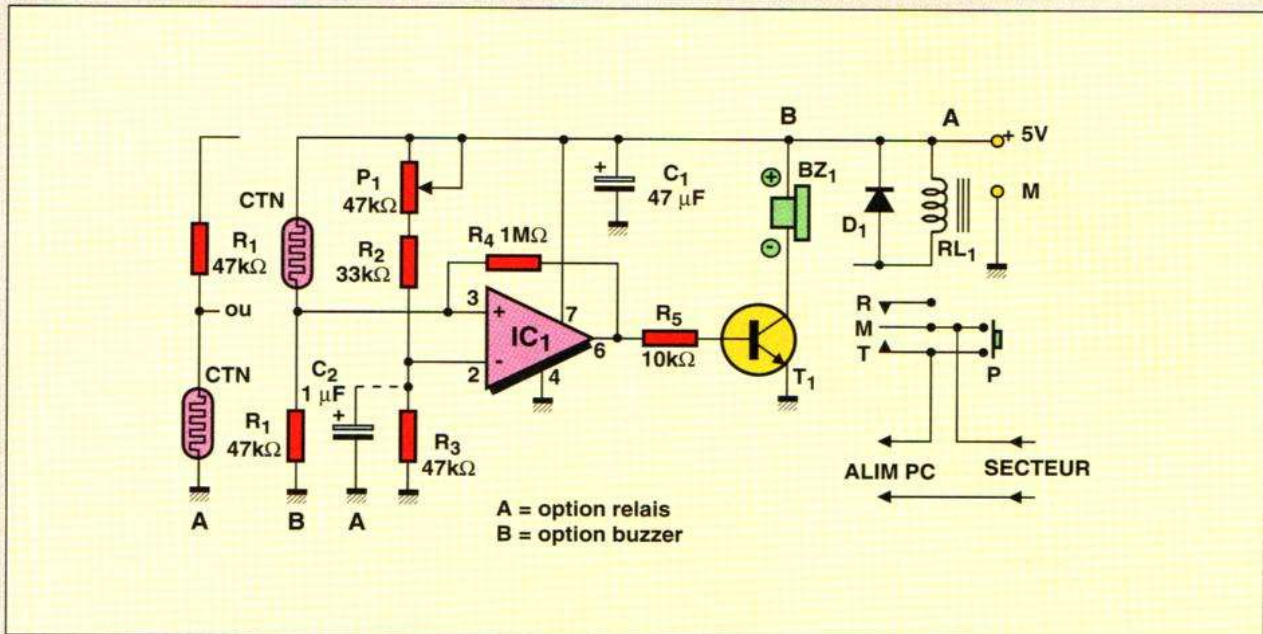 B
A
+ 5V
P1
47kΩ
CTN
C1
47 µF
+
+
BZ1
-
D1
RL1
M
R1
47kΩ
R2
33kΩ
R4 1MΩ
ou
3
+
7
IC1
6
R5
10kΩ
T1
R
M
T
P
2
-
4
CTN
C2
1 µF
+
R1
47kΩ
R3
47kΩ
ALIM PC
SECTEUR
A
B
A
A = option relais
B = option buzzer